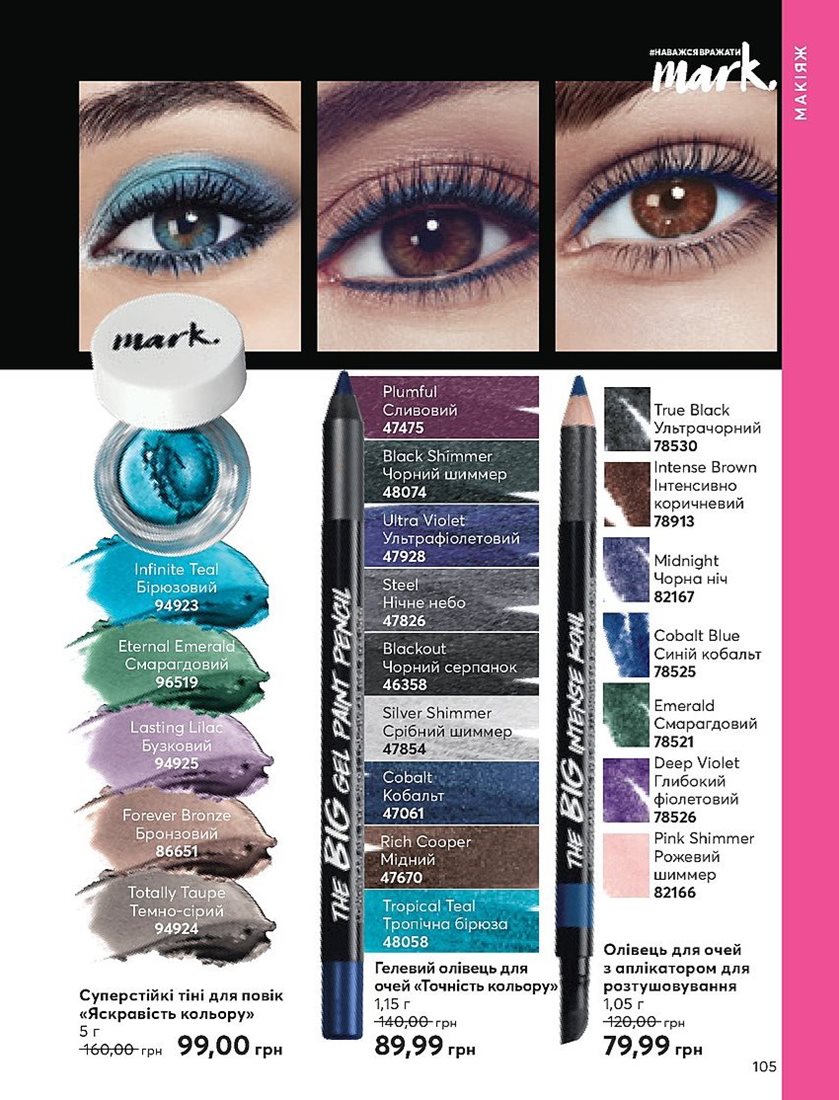 #НАВАЖСЯ ВРАЖАТИ
mark.
МАКІЯЖ
mark.
Infinite Teal
Бірюзовий
94923
Eternal Emerald
Смарагдовий
96519
Lasting Lilac
Бузковий
94925
Forever Bronze
Бронзовий
86651
Totally Taupe
Темно-сірий
94924
Суперстійкі тіні для повік
«Яскравість кольору»
5 г
160,00 грн 99,00 грн
THE BIG GEL PAINT PENCIL
Plumful
Сливовий
47475
Black Shimmer
Чорний шиммер
48074
Ultra Violet
Ультрафіолетовий
47928
Steel
Нічне небо
47826
Blackout
Чорний серпанок
46358
Silver Shimmer
Срібний шиммер
47854
Cobalt
Кобальт
47061
Rich Cooper
Мідний
47670
Tropical Teal
Тропічна бірюза
48058
Гелевий олівець для
очей «Точність кольору»
1,15 г
140,00 грн
89,99 грн
THE BIG INTENSE KOHL
True Black
Ультрачорний
78530
Intense Brown
Інтенсивно
коричневий
78913
Midnight
Чорна ніч
82167
Cobalt Blue
Синій кобальт
78525
Emerald
Смарагдовий
78521
Deep Violet
Глибокий
фіолетовий
78526
Pink Shimmer
Рожевий
шиммер
82166
Олівець для очей
з аплікатором для
розтушовування
1,05 г
120,00 грн
79,99 грн
105